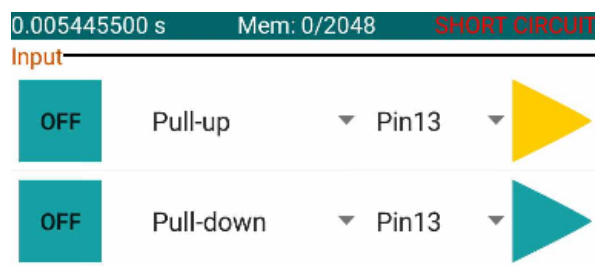 0.005445500 s Mem: 0/2048 SHORT CIRCUIT
Input
OFF Pull-up Pin13
OFF Pull-down Pin13